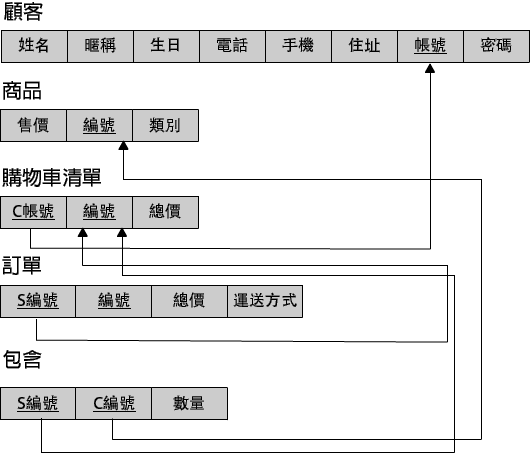 顧客
姓名 暱稱 生日 電話 手機 住址 帳號 密碼
商品
售價 編號 類別
購物車清單
C帳號 編號 總價
訂單
S編號 編號 總價 運送方式
包含
S編號 C編號 數量